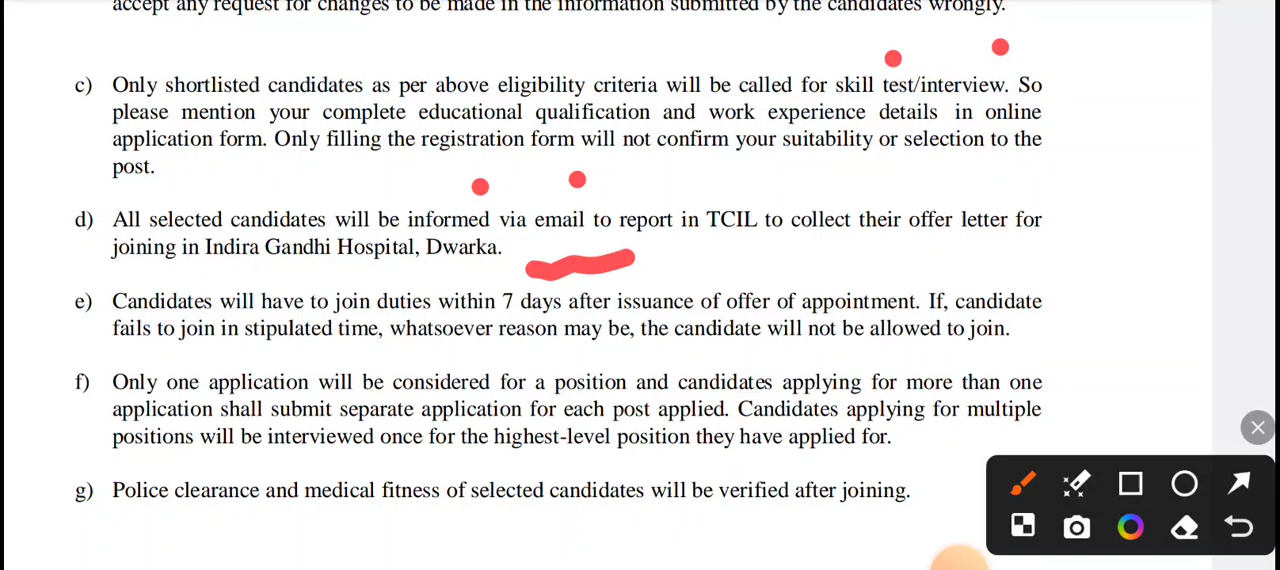 accept any request for changes to be made in the information submitted by the candidates wrongly.
c) Only shortlisted candidates as per above eligibility criteria will be called for skill test/interview. So
please mention your complete educational qualification and work experience details in online
application form. Only filling the registration form will not confirm your suitability or selection to the
post.
d) All selected candidates will be informed via email to report in TCIL to collect their offer letter for
joining in Indira Gandhi Hospital, Dwarka.
e) Candidates will have to join duties within 7 days after issuance of offer of appointment. If, candidate
fails to join in stipulated time, whatsoever reason may be, the candidate will not be allowed to join.
f) Only one application will be considered for a position and candidates applying for more than one
application shall submit separate application for each post applied. Candidates applying for multiple
positions will be interviewed once for the highest-level position they have applied for.
g) Police clearance and medical fitness of selected candidates will be verified after joining.